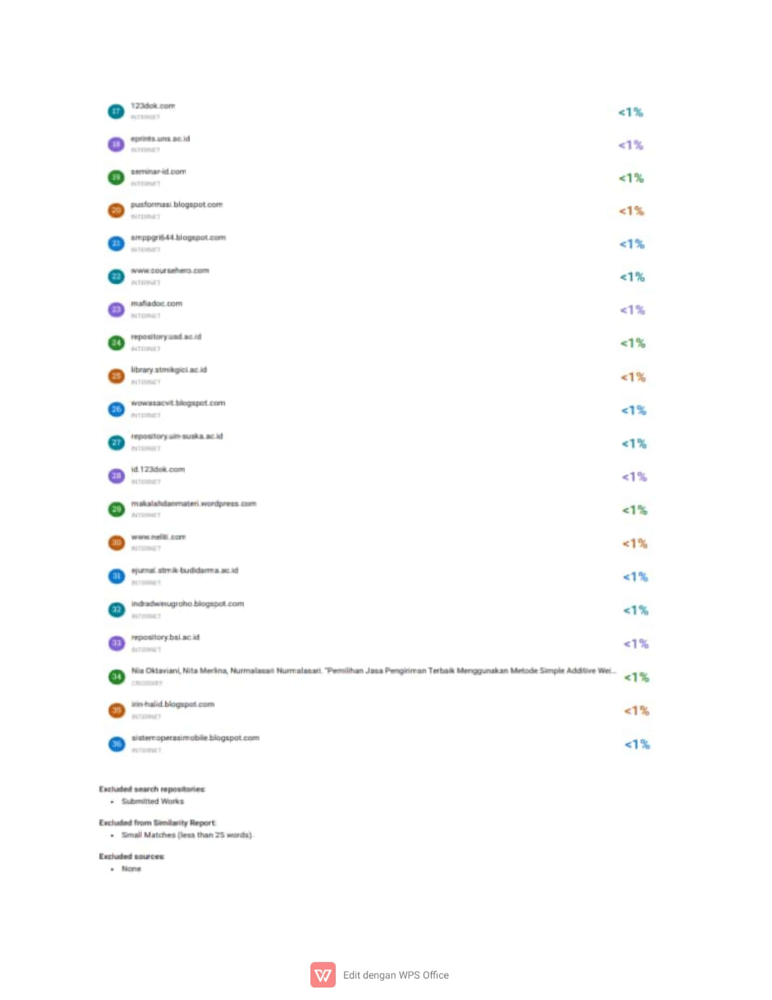 17 123dok.com <1%
INTERNET
18 eprints.uns.ac.id <1%
INTERNET
19 seminar-id.com <1%
INTERNET
20 pusformasi.blogspot.com <1%
INTERNET
21 smppgri644.blogspot.com <1%
INTERNET
22 www.coursehero.com <1%
INTERNET
23 mafiadoc.com <1%
INTERNET
24 repository.usd.ac.id <1%
INTERNET
25 library.stmikgici.ac.id <1%
INTERNET
26 wowasacvit.blogspot.com <1%
INTERNET
27 repository.uin-suska.ac.id <1%
INTERNET
28 id.123dok.com <1%
INTERNET
29 makalahdanmateri.wordpress.com <1%
INTERNET
30 www.neliti.com <1%
INTERNET
31 ejurnal.stmik-budidarma.ac.id <1%
INTERNET
32 indradwinugroho.blogspot.com <1%
INTERNET
33 repository.bsi.ac.id <1%
INTERNET
34 Nia Oktaviani, Nita Merlina, Nurmalasari Nurmalasari. "Pemilihan Jasa Pengiriman Terbaik Menggunakan Metode Simple Additive Wei... <1%
CROSSREF
35 irin-halid.blogspot.com <1%
INTERNET
36 sistemoperasimobile.blogspot.com <1%
INTERNET
Excluded search repositories:
• Submitted Works
Excluded from Similarity Report:
• Small Matches (less than 25 words).
Excluded sources:
• None
Edit dengan WPS Office